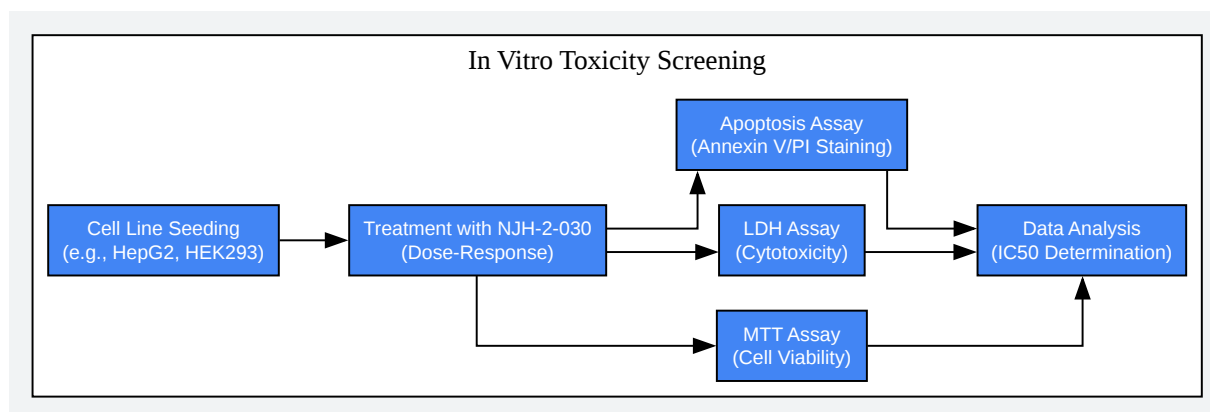 In Vitro Toxicity Screening
Cell Line Seeding
(e.g., HepG2, HEK293)
Treatment with NJH-2-030
(Dose-Response)
Apoptosis Assay
(Annexin V/PI Staining)
LDH Assay
(Cytotoxicity)
MTT Assay
(Cell Viability)
Data Analysis
(IC50 Determination)